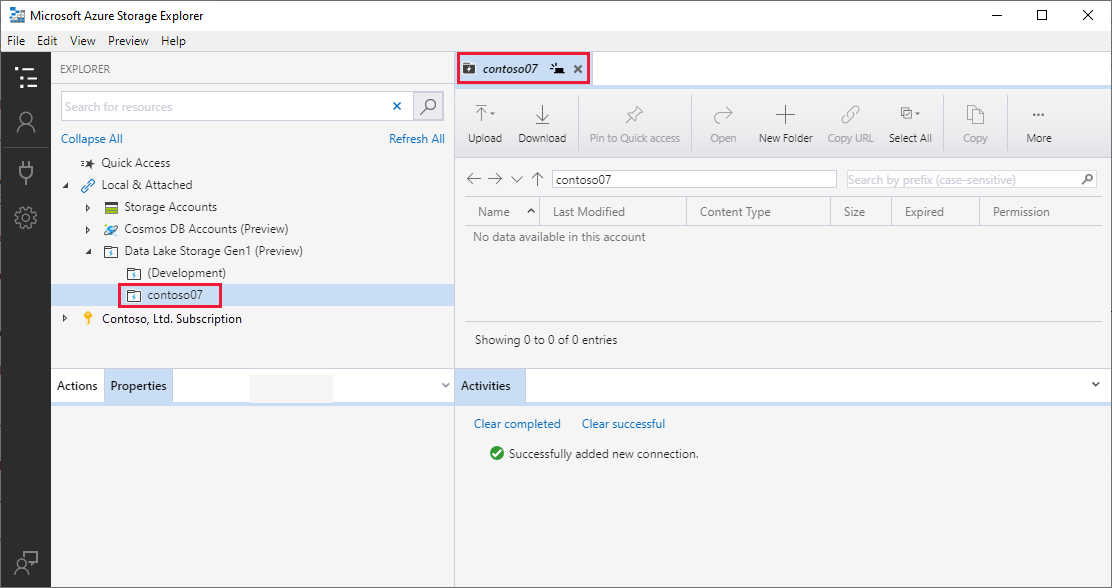 Microsoft Azure Storage Explorer
File Edit View Preview Help
EXPLORER
Search for resources
Collapse All Refresh All
Quick Access
Local & Attached
Storage Accounts
Cosmos DB Accounts (Preview)
Data Lake Storage Gen1 (Preview)
(Development)
contoso07
Contoso, Ltd. Subscription
Actions Properties
contoso07
Upload Download Pin to Quick access Open New Folder Copy URL Select All Copy More
contoso07 Search by prefix (case-sensitive)
Name Last Modified Content Type Size Expired Permission
No data available in this account
Showing 0 to 0 of 0 entries
Activities
Clear completed Clear successful
Successfully added new connection.